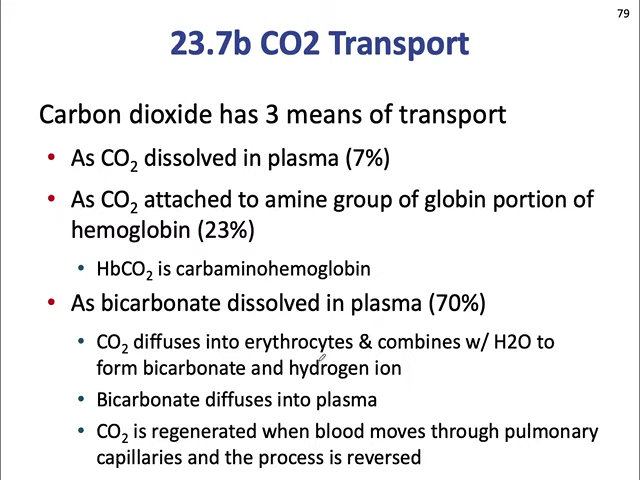 79
23.7b CO2 Transport
Carbon dioxide has 3 means of transport
• As CO₂ dissolved in plasma (7%)
• As CO₂ attached to amine group of globin portion of
hemoglobin (23%)
• HbCO₂ is carbaminohemoglobin
• As bicarbonate dissolved in plasma (70%)
• CO₂ diffuses into erythrocytes & combines w/ H2O to
form bicarbonate and hydrogen ion
• Bicarbonate diffuses into plasma
• CO₂ is regenerated when blood moves through pulmonary
capillaries and the process is reversed